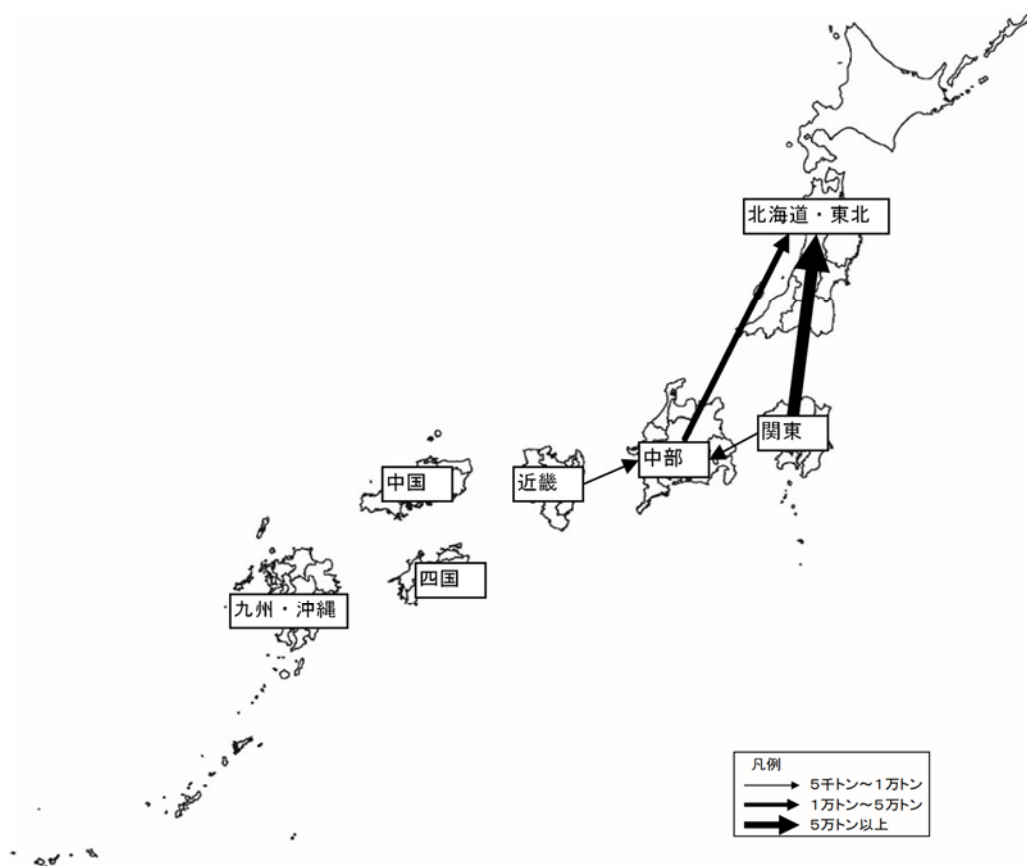 北海道・東北
関東
中部
近畿
中国
四国
九州・沖縄
凡例
5千トン～1万トン
1万トン～5万トン
5万トン以上